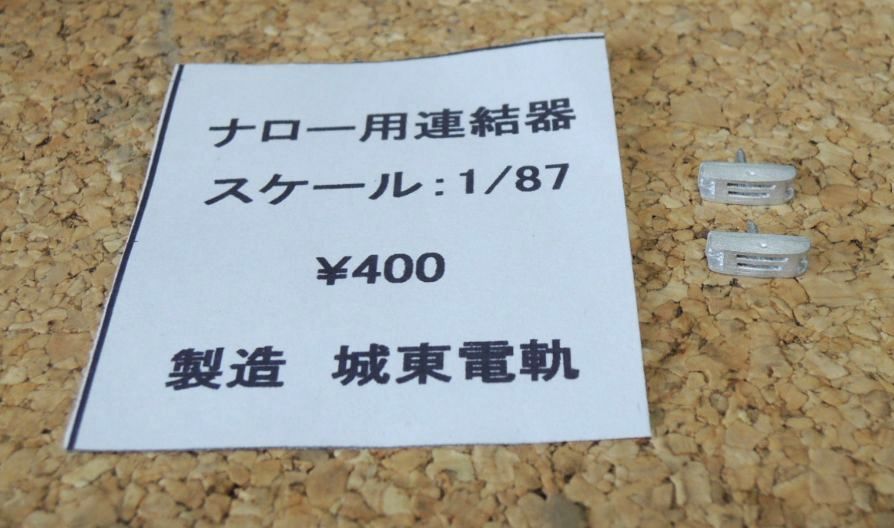 ナロー用連結器
スケール:1/87
¥400
製造 城東電軌